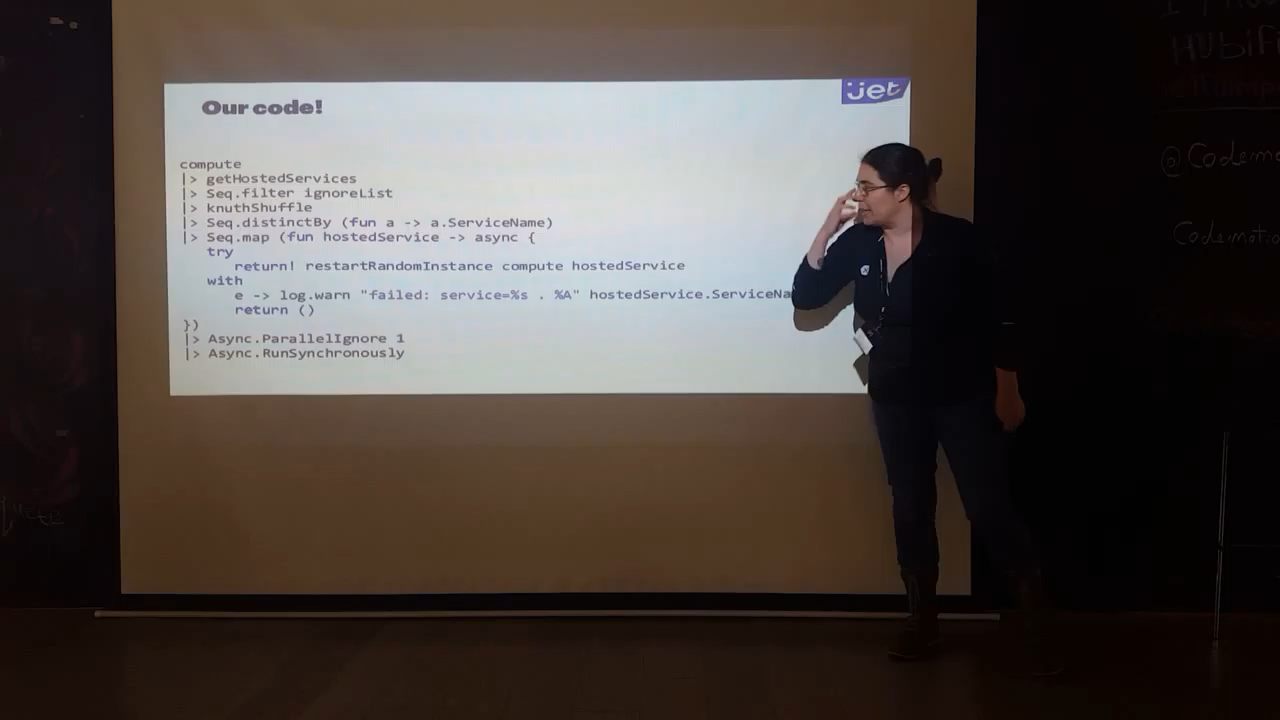 Our code!
jet
compute
|> getHostedServices
|> Seq.filter ignoreList
|> knuthShuffle
|> Seq.distinctBy (fun a -> a.ServiceName)
|> Seq.map (fun hostedService -> async {
try
return! restartRandomInstance compute hostedService
with
e -> log.warn "failed: service=%s . %A" hostedService.ServiceNa
return ()
})
|> Async.ParallelIgnore 1
|> Async.RunSynchronously
@Codemo
Codemotio